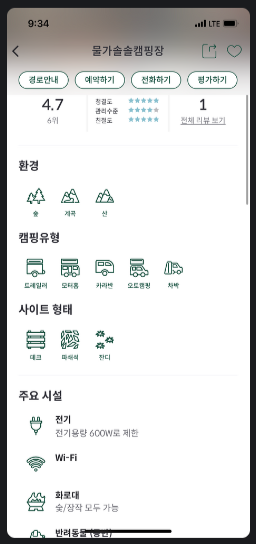 9:34
LTE
물가솔솔캠핑장
경로안내 예약하기 전화하기 평가하기
4.7
6위
청결도
관리수준
친절도
1
전체 리뷰 보기
환경
숲 계곡 산
캠핑유형
트레일러 모터홈 카라반 오토캠핑 차박
사이트 형태
데크 파쇄석 잔디
주요 시설
전기
전기용량 600W로 제한
Wi-Fi
화로대
숯/장작 모두 가능
반려동물 (동반)